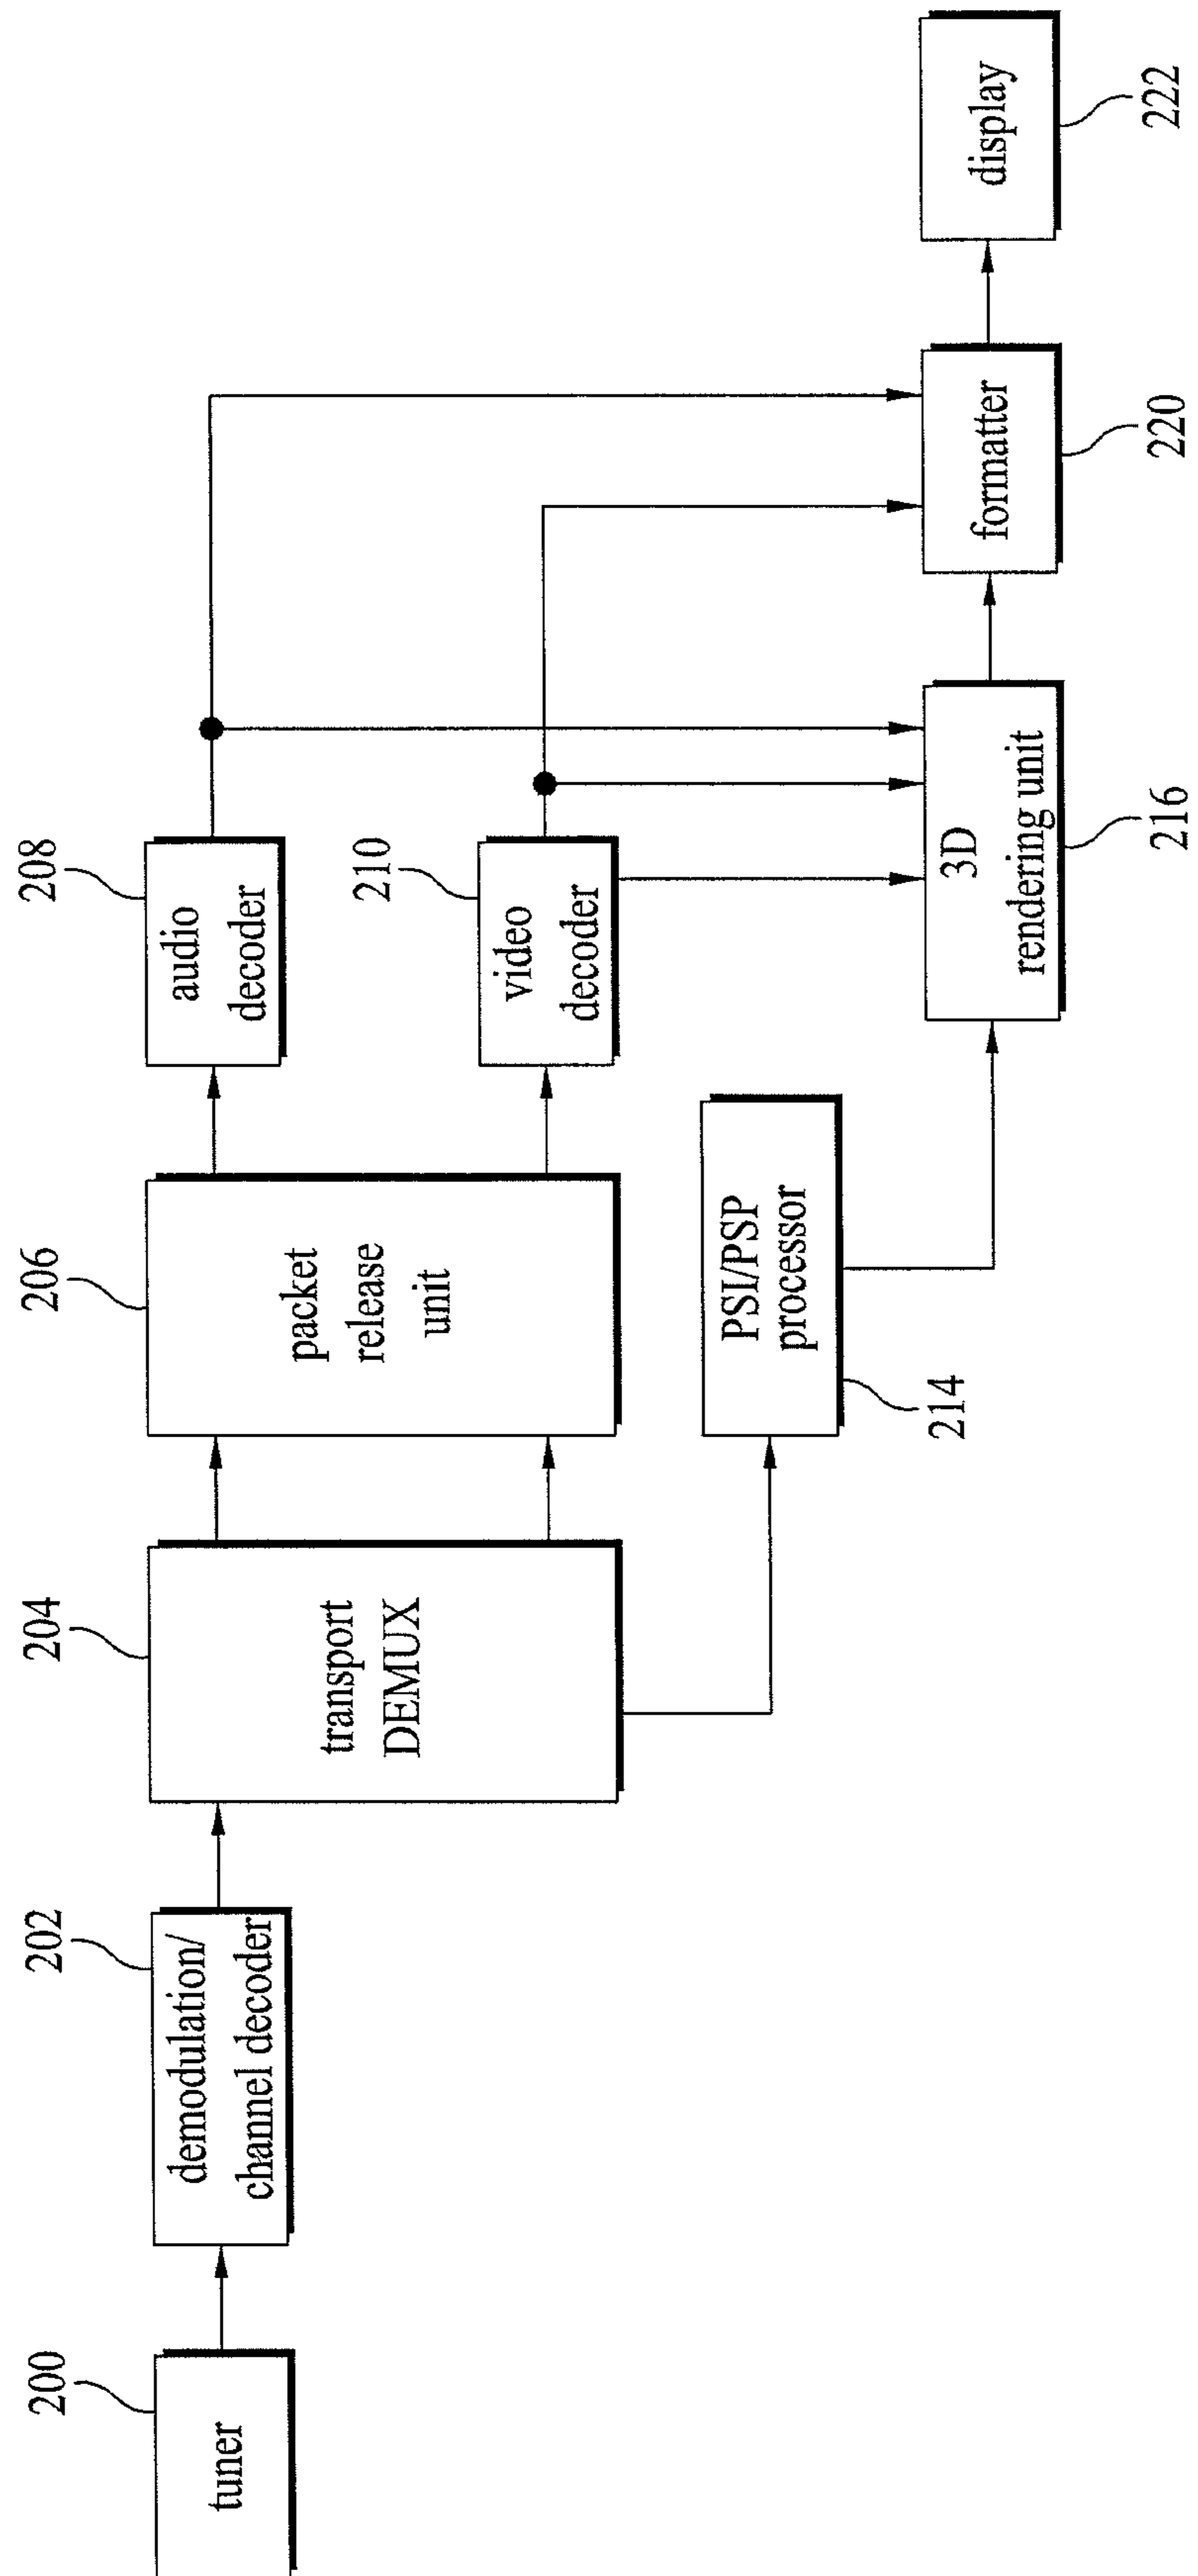 200
tuner
202
demodulation/
channel decoder
204
transport
DEMUX
206
packet
release
unit
208
audio
decoder
210
video
decoder
PSI/PSP
processor
214
3D
rendering unit
216
formatter
220
display
222